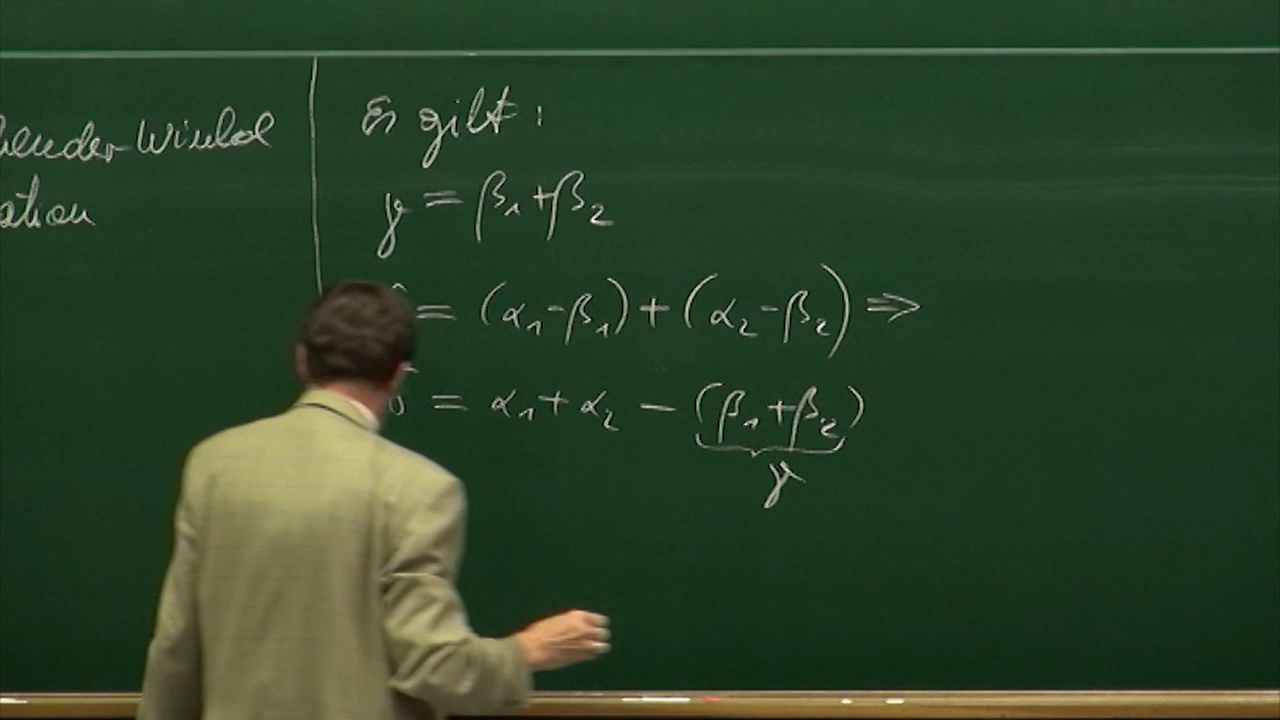 Es gilt:
γ = β₁+β₂
= (α₁-β₁) + (α₂-β₂) ⇒
δ = α₁+α₂ - (β₁+β₂)
γ